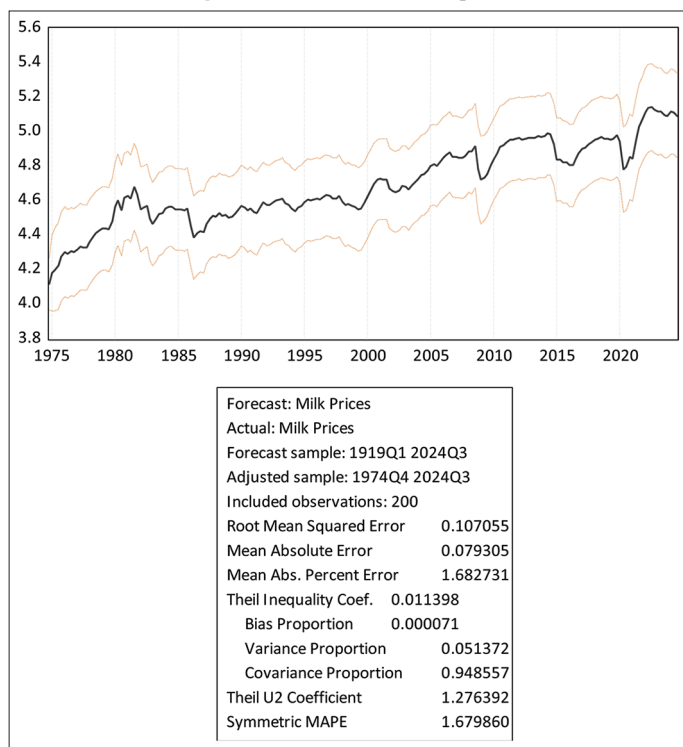 5.6
5.4
5.2
5.0
4.8
4.6
4.4
4.2
4.0
3.8
1975 1980 1985 1990 1995 2000 2005 2010 2015 2020
Forecast: Milk Prices
Actual: Milk Prices
Forecast sample: 1919Q1 2024Q3
Adjusted sample: 1974Q4 2024Q3
Included observations: 200
Root Mean Squared Error 0.107055
Mean Absolute Error 0.079305
Mean Abs. Percent Error 1.682731
Theil Inequality Coef. 0.011398
Bias Proportion 0.000071
Variance Proportion 0.051372
Covariance Proportion 0.948557
Theil U2 Coefficient 1.276392
Symmetric MAPE 1.679860